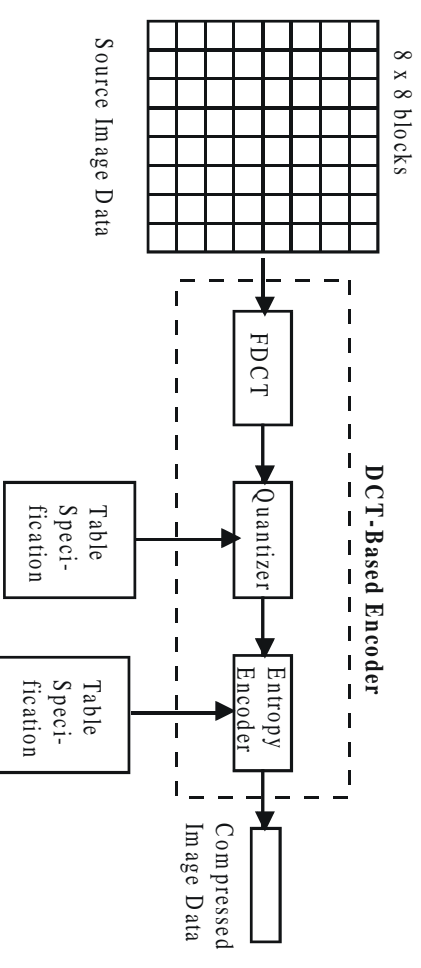 8 x 8 blocks
DCT-Based Encoder
FDCT
Quantizer
Entropy
Encoder
Source Image Data
Compressed
Image Data
Table
Speci-
fication
Table
Speci-
fication